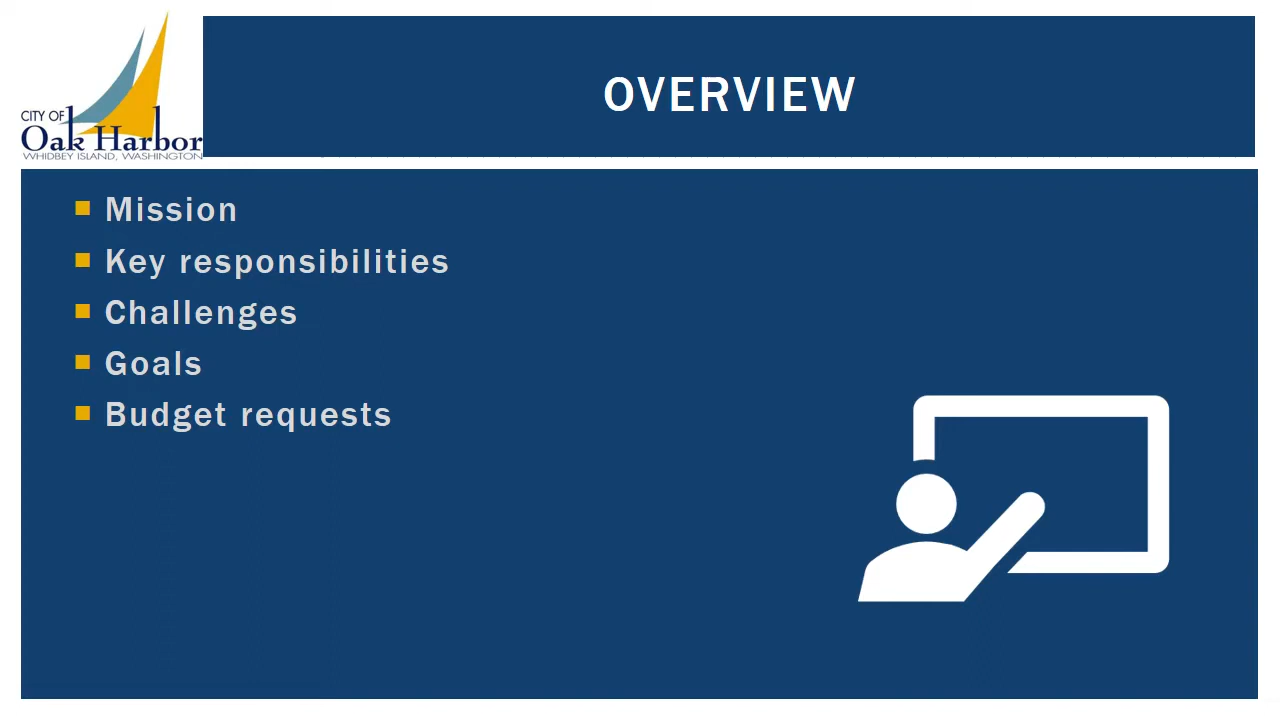 CITY OF
Oak Harbor
WHIDBEY ISLAND, WASHINGTON
OVERVIEW
Mission
Key responsibilities
Challenges
Goals
Budget requests